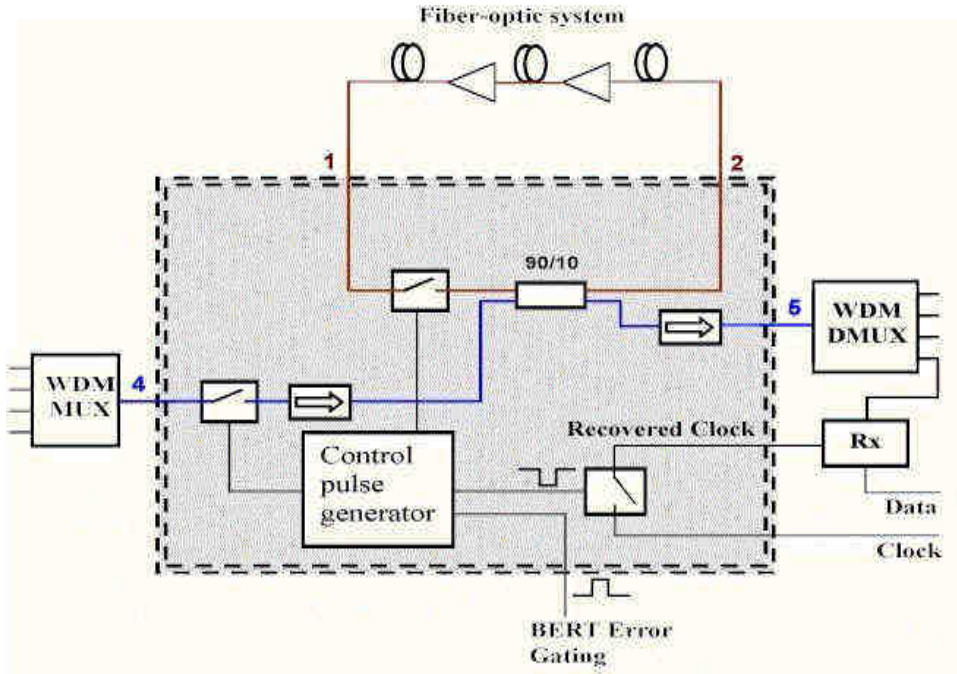 Fiber-optic system
1
2
90/10
5
WDM
DMUX
WDM
MUX
4
Recovered Clock
Rx
Control
pulse
generator
Data
Clock
BERT Error
Gating